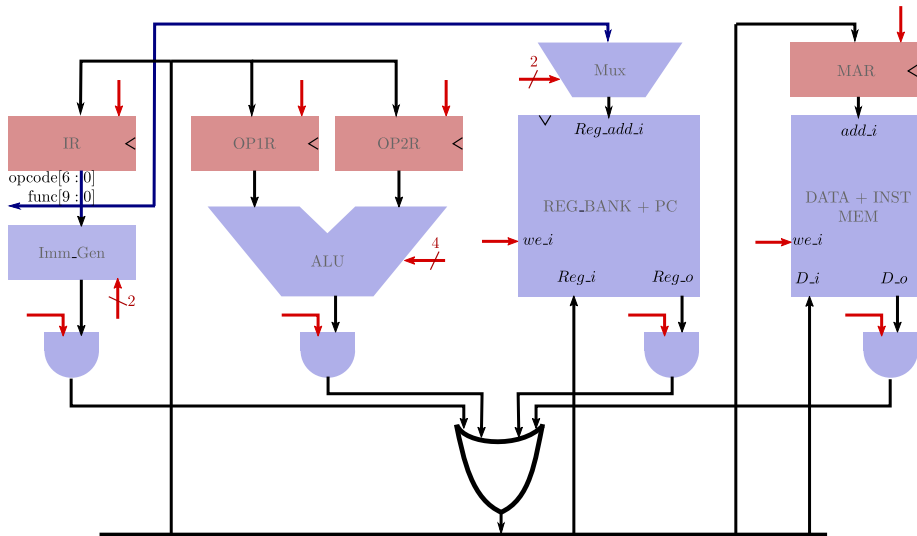 2
Mux
MAR
IR
OP1R
OP2R
Reg_add_i
add_i
opcode[6 : 0]
func[9 : 0]
REG_BANK + PC
DATA + INST
MEM
Imm_Gen
ALU
4
we_i
we_i
Reg_i
Reg_o
D_i
D_o
2